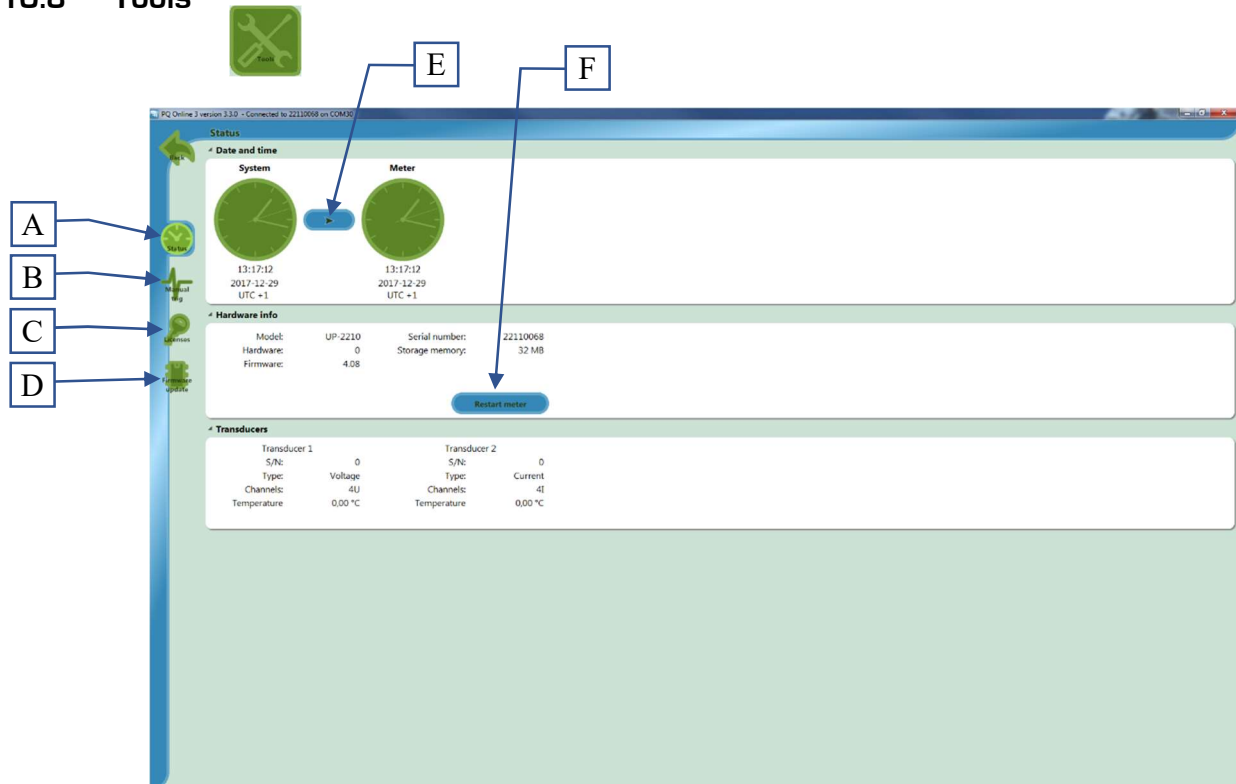 Tools
Tools
E
F
PQ Online 3 version 3.3.0 - Connected to 22110068 on COM30
Status
Back
Date and time
System Meter
A
Status
13:17:12 13:17:12
2017-12-29 2017-12-29
UTC +1 UTC +1
B
Manual
trig
Hardware info
C
Licenses
Model: UP-2210 Serial number: 22110068
Hardware: 0 Storage memory: 32 MB
Firmware: 4.08
D
Firmware
update
Restart meter
Transducers
Transducer 1 Transducer 2
S/N: 0 S/N: 0
Type: Voltage Type: Current
Channels: 4U Channels: 4I
Temperature 0,00 °C Temperature 0,00 °C